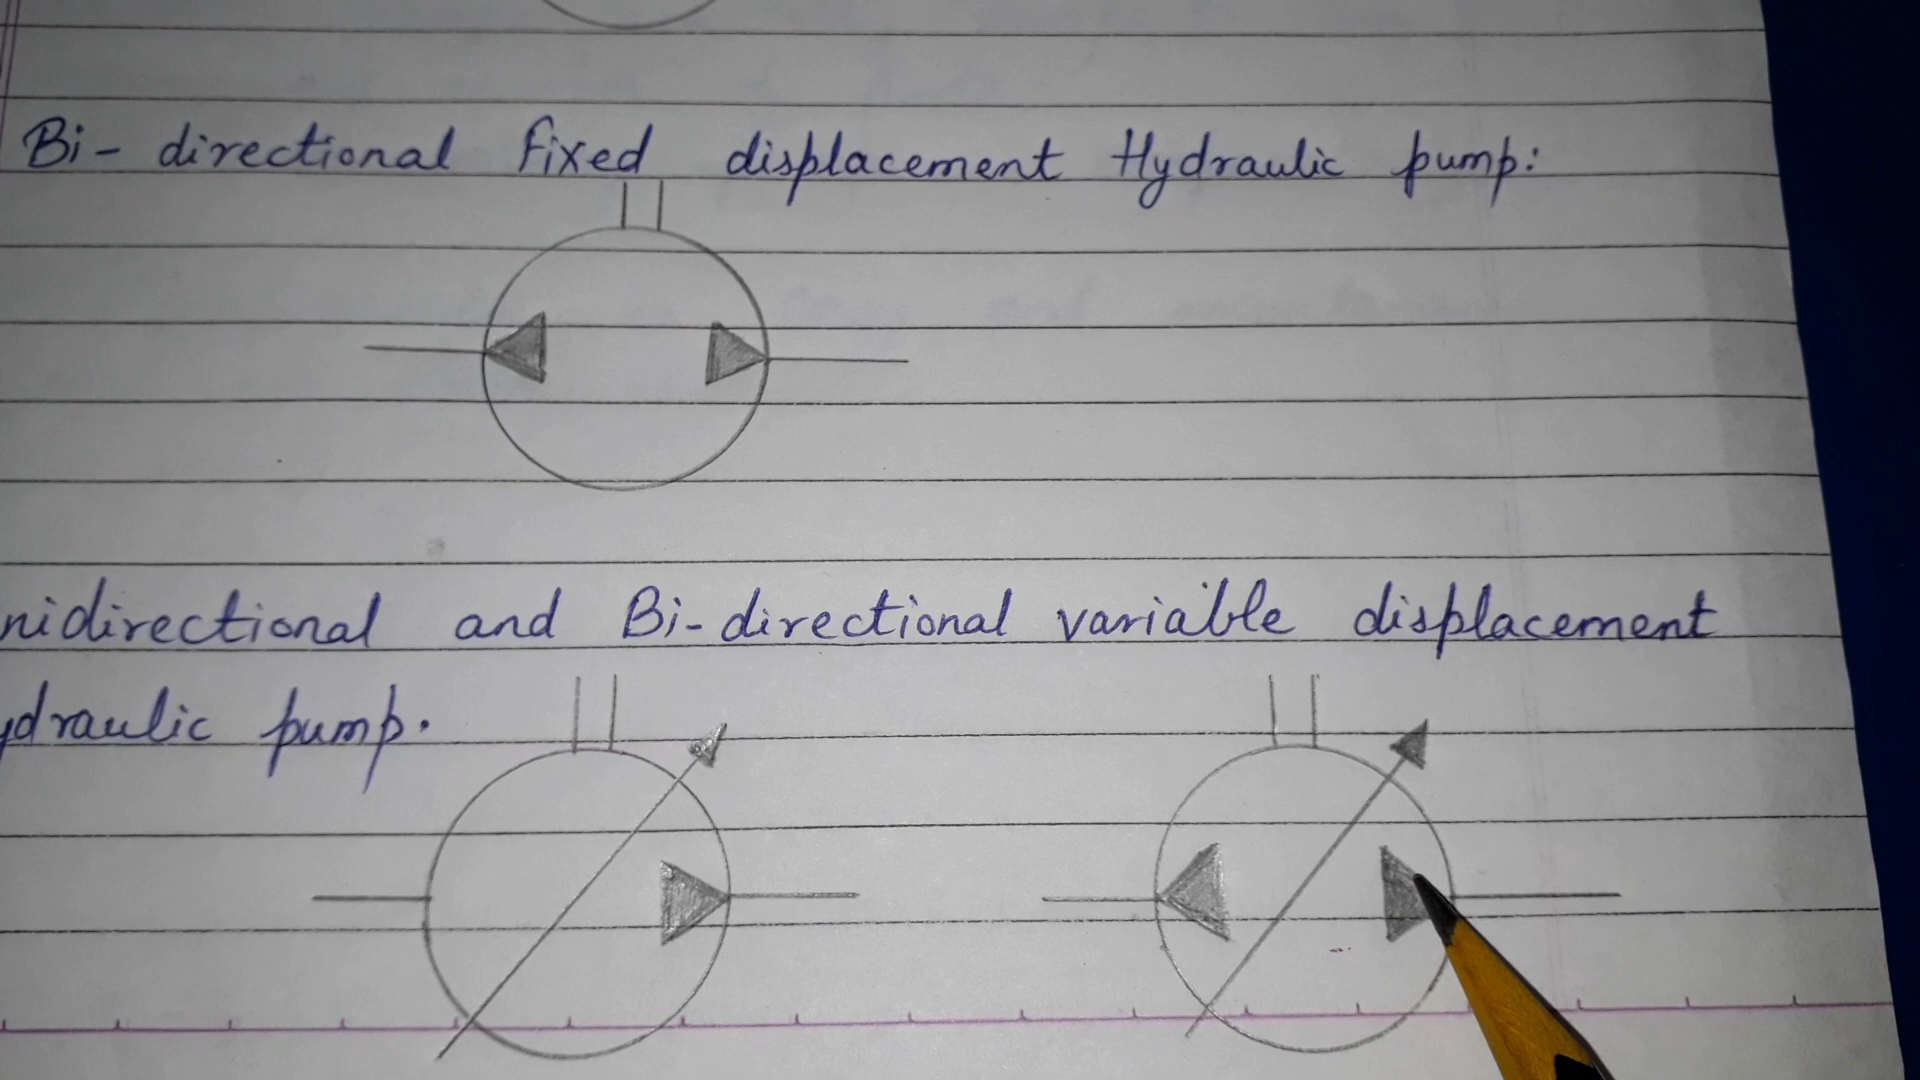 Bi-directional fixed displacement Hydraulic pump:
nidirectional and Bi-directional variable displacement
ydraulic pump.